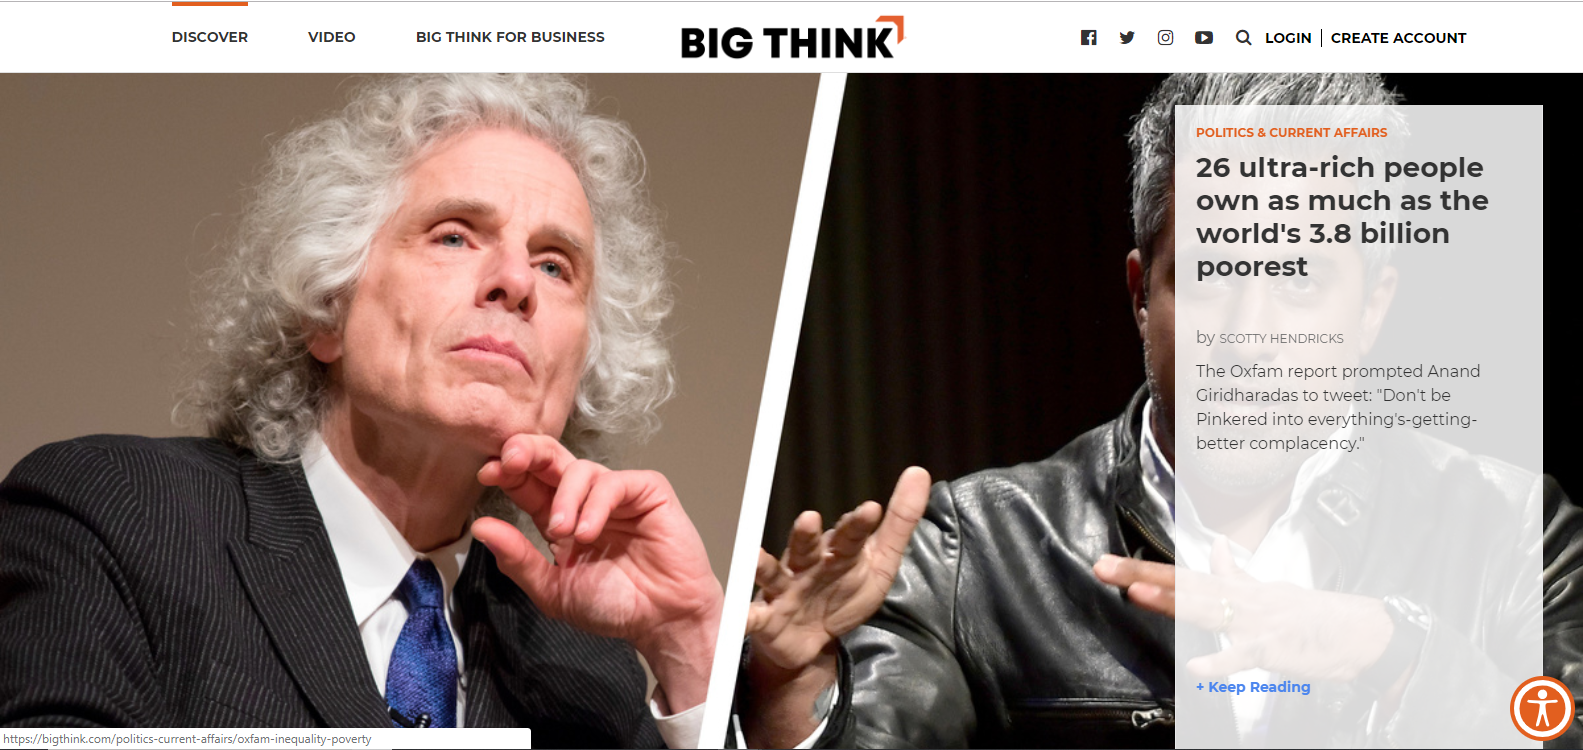 DISCOVER VIDEO BIG THINK FOR BUSINESS BIG THINK LOGIN CREATE ACCOUNT
POLITICS & CURRENT AFFAIRS
26 ultra-rich people
own as much as the
world's 3.8 billion
poorest
by SCOTTY HENDRICKS
The Oxfam report prompted Anand
Giridharadas to tweet: "Don't be
Pinkered into everything's-getting-
better complacency."
+ Keep Reading
https://bigthink.com/politics-current-affairs/oxfam-inequality-poverty